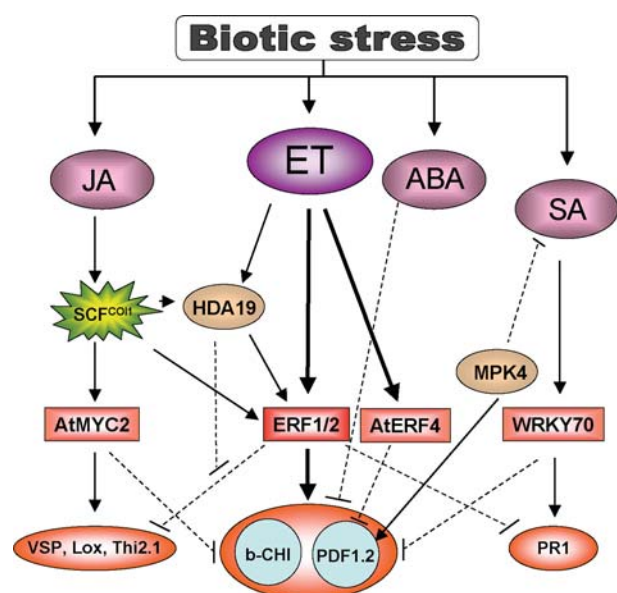 Biotic stress
JA
ET
ABA
SA
SCFCOI1
HDA19
MPK4
AtMYC2
ERF1/2
AtERF4
WRKY70
VSP, Lox, Thi2.1
b-CHI
PDF1.2
PR1